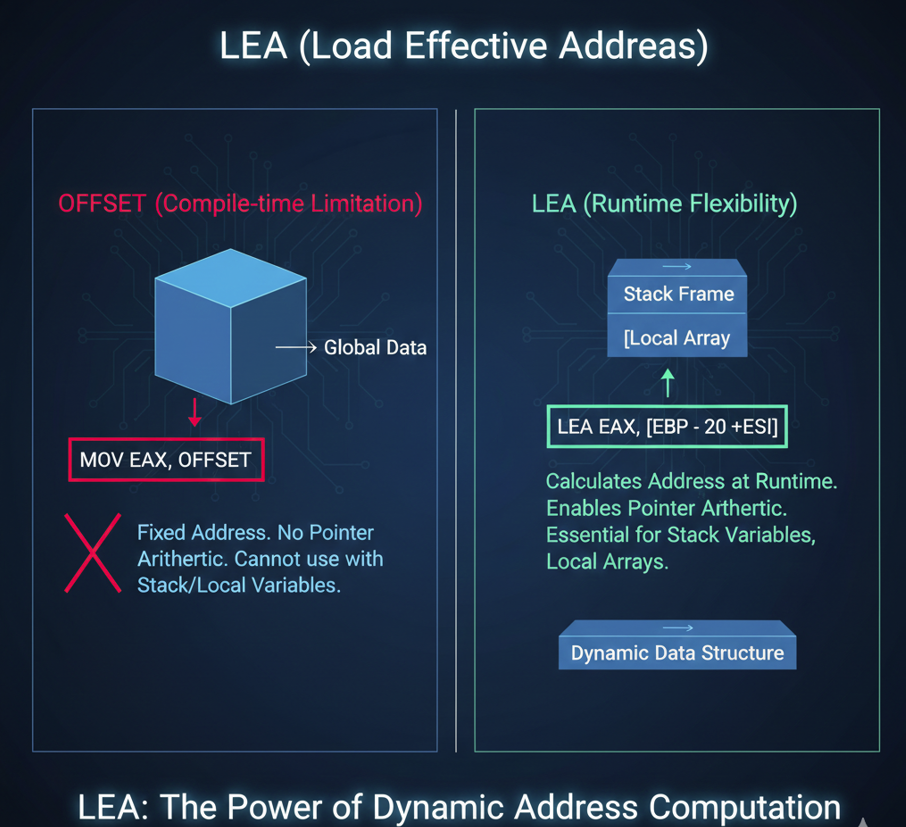 LEA (Load Effective Addreas)
OFFSET (Compile-time Limitation)
Global Data
MOV EAX, OFFSET
Fixed Address. No Pointer
Arithertic. Cannot use with
Stack/Local Variables.
LEA (Runtime Flexibility)
Stack Frame
[Local Array
LEA EAX, [EBP - 20 +ESI]
Calculates Address at Runtime.
Enables Pointer Arthertic.
Essential for Stack Variables,
Local Arrays.
Dynamic Data Structure
LEA: The Power of Dynamic Address Computation